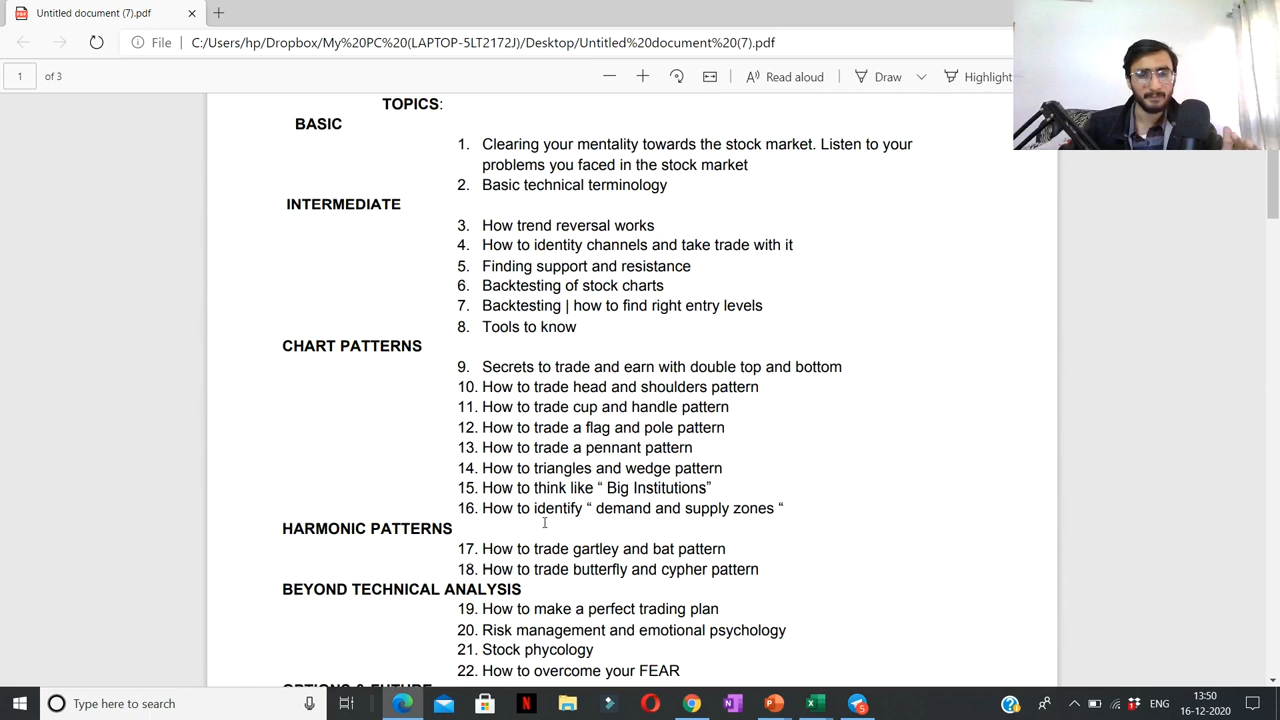 Untitled document (7).pdf
File
C:/Users/hp/Dropbox/My%20PC%20(LAPTOP-5LT2172J)/Desktop/Untitled%20document%20(7).pdf
1
of 3
Read aloud
Draw
Highlight
TOPICS:
BASIC
1. Clearing your mentality towards the stock market. Listen to your
problems you faced in the stock market
2. Basic technical terminology
INTERMEDIATE
3. How trend reversal works
4. How to identity channels and take trade with it
5. Finding support and resistance
6. Backtesting of stock charts
7. Backtesting | how to find right entry levels
8. Tools to know
CHART PATTERNS
9. Secrets to trade and earn with double top and bottom
10. How to trade head and shoulders pattern
11. How to trade cup and handle pattern
12. How to trade a flag and pole pattern
13. How to trade a pennant pattern
14. How to triangles and wedge pattern
15. How to think like “ Big Institutions”
16. How to identify “ demand and supply zones “
HARMONIC PATTERNS
17. How to trade gartley and bat pattern
18. How to trade butterfly and cypher pattern
BEYOND TECHNICAL ANALYSIS
19. How to make a perfect trading plan
20. Risk management and emotional psychology
21. Stock phycology
22. How to overcome your FEAR
OPTIONS & FUTURE
Type here to search
ENG
13:50
16-12-2020